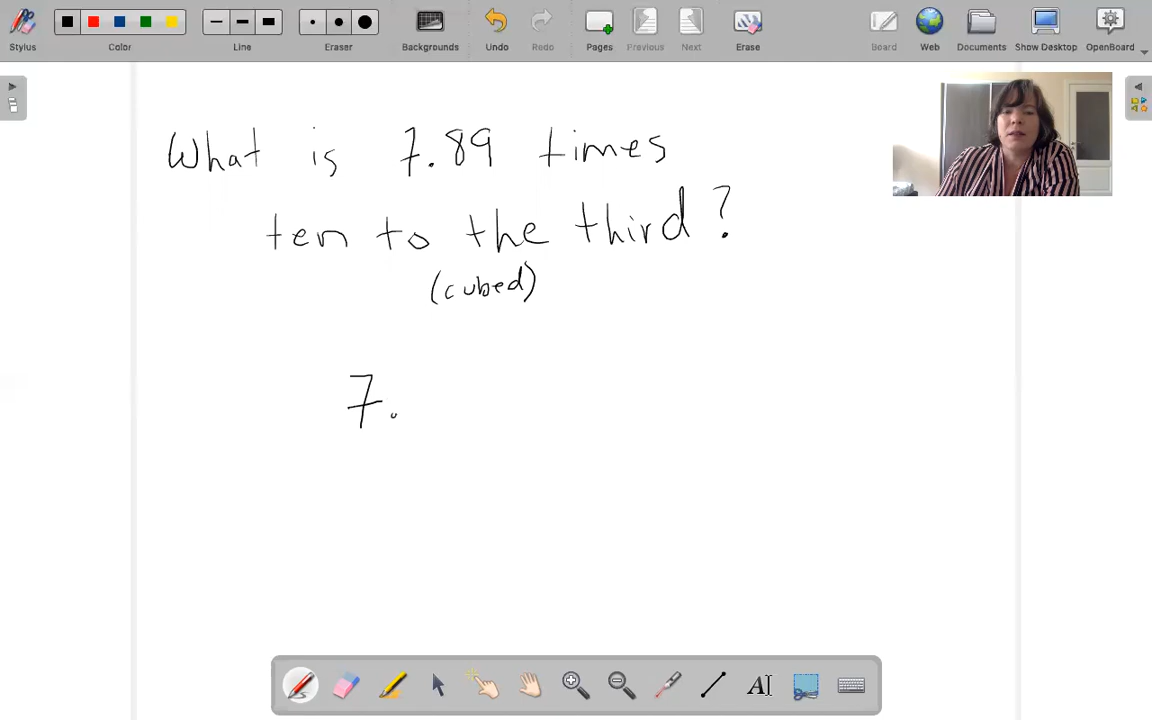 Stylus
Color
Line
Eraser
Backgrounds
Undo
Redo
Pages
Previous
Next
Erase
Board
Web
Documents
Show Desktop
OpenBoard
What is 7.89 times
ten to the third?
(cubed)
7.
A